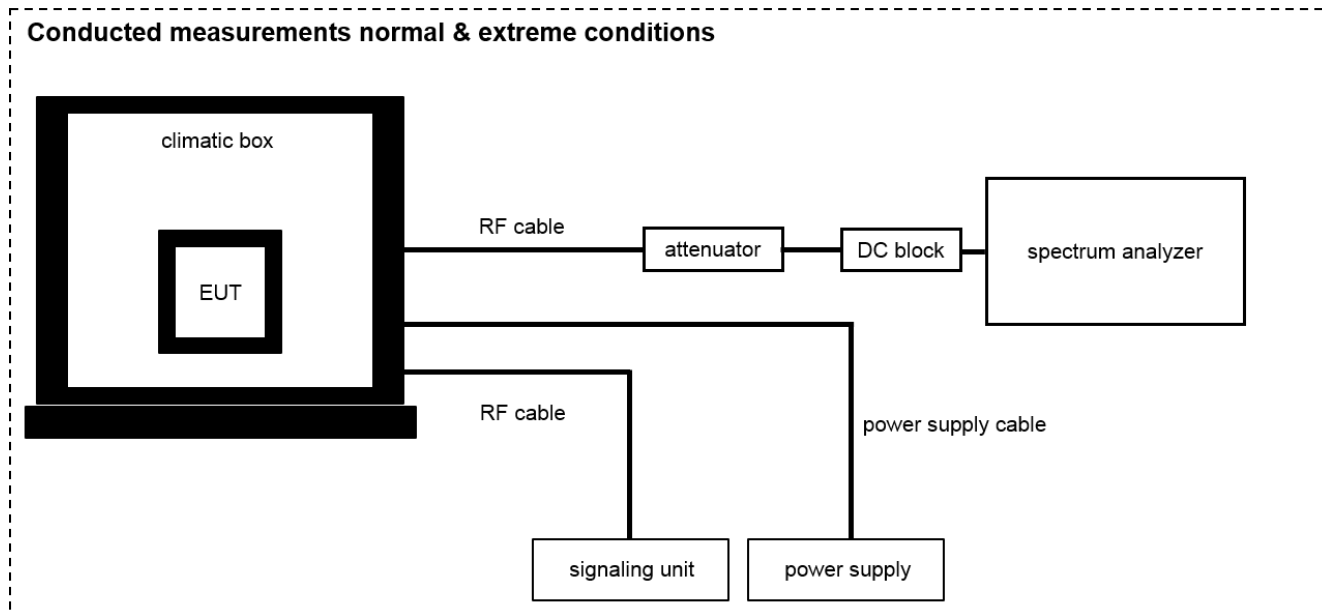 Conducted measurements normal & extreme conditions
climatic box
RF cable
attenuator
DC block
spectrum analyzer
EUT
RF cable
power supply cable
signaling unit
power supply